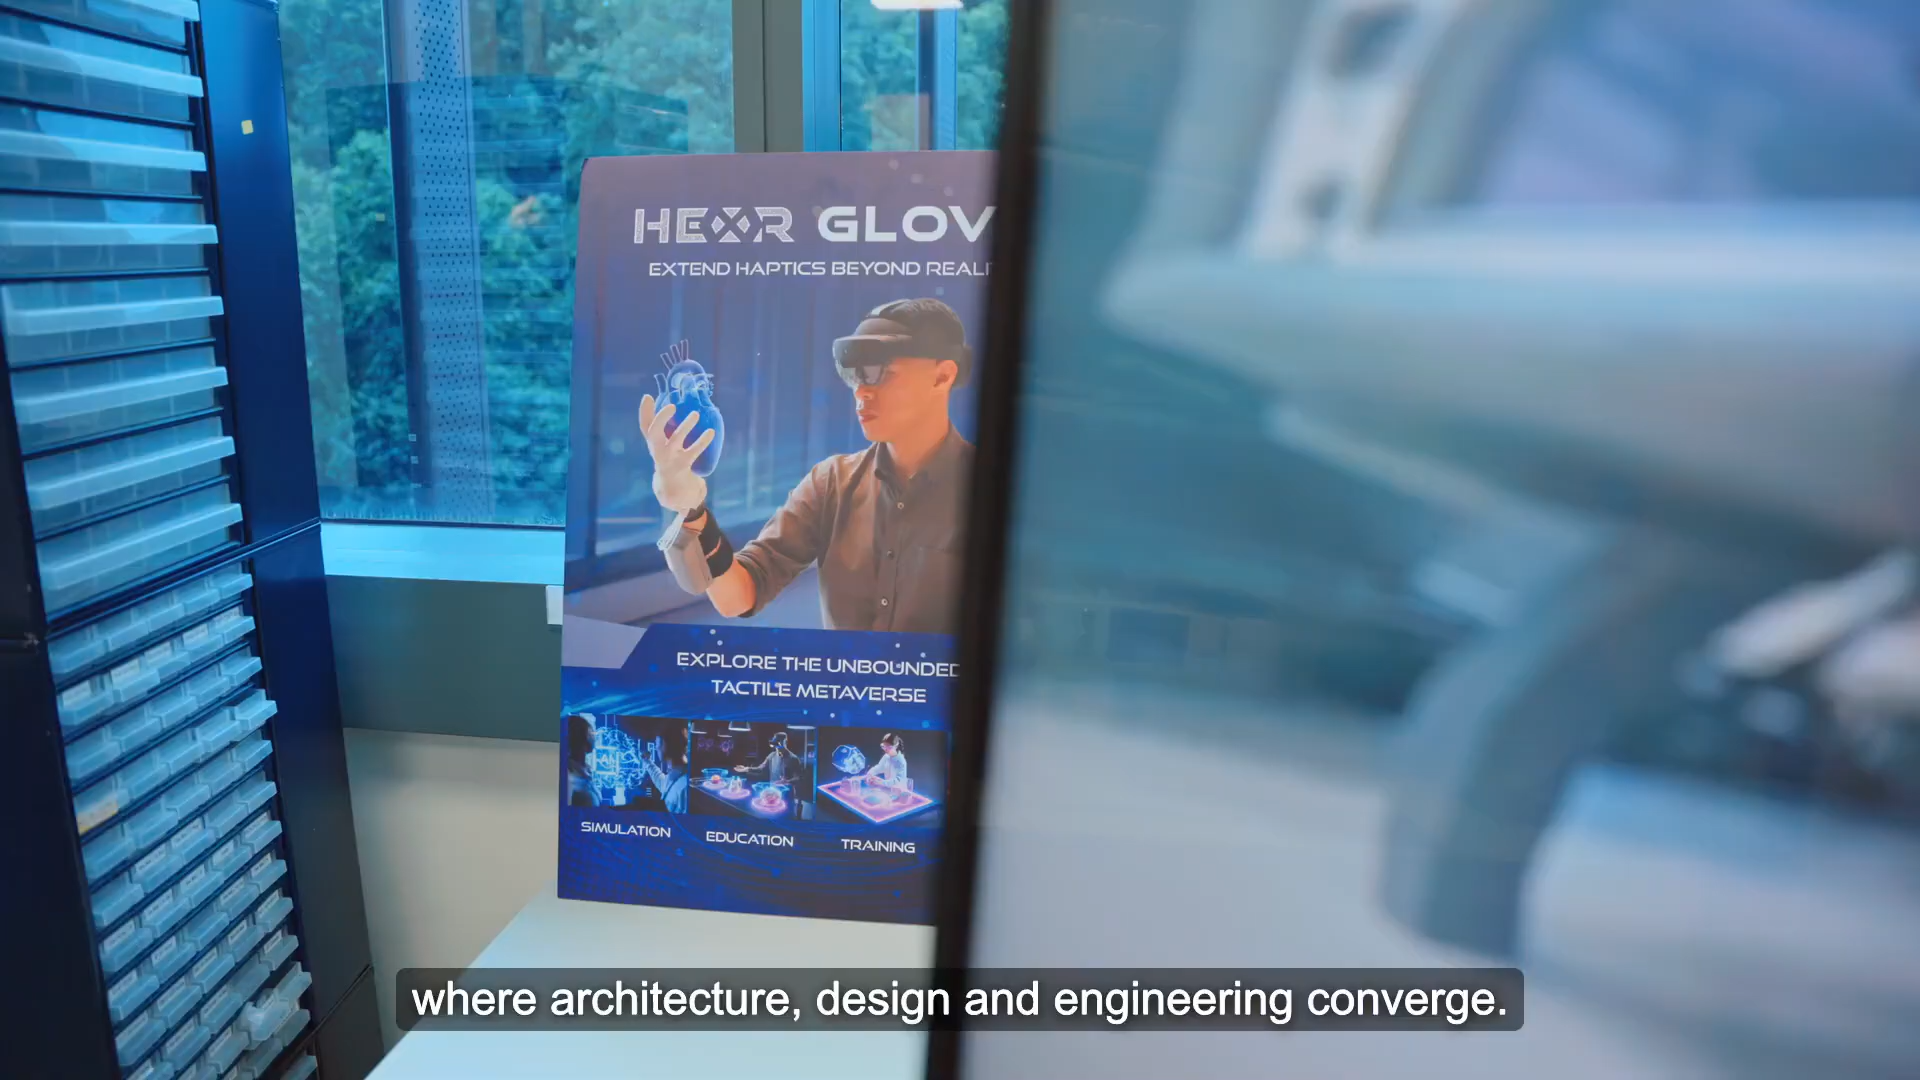 HEXR GLOV
EXTEND HAPTICS BEYOND REALI
EXPLORE THE UNBOUNDED
TACTILE METAVERSE
SIMULATION EDUCATION TRAINING
where architecture, design and engineering converge.